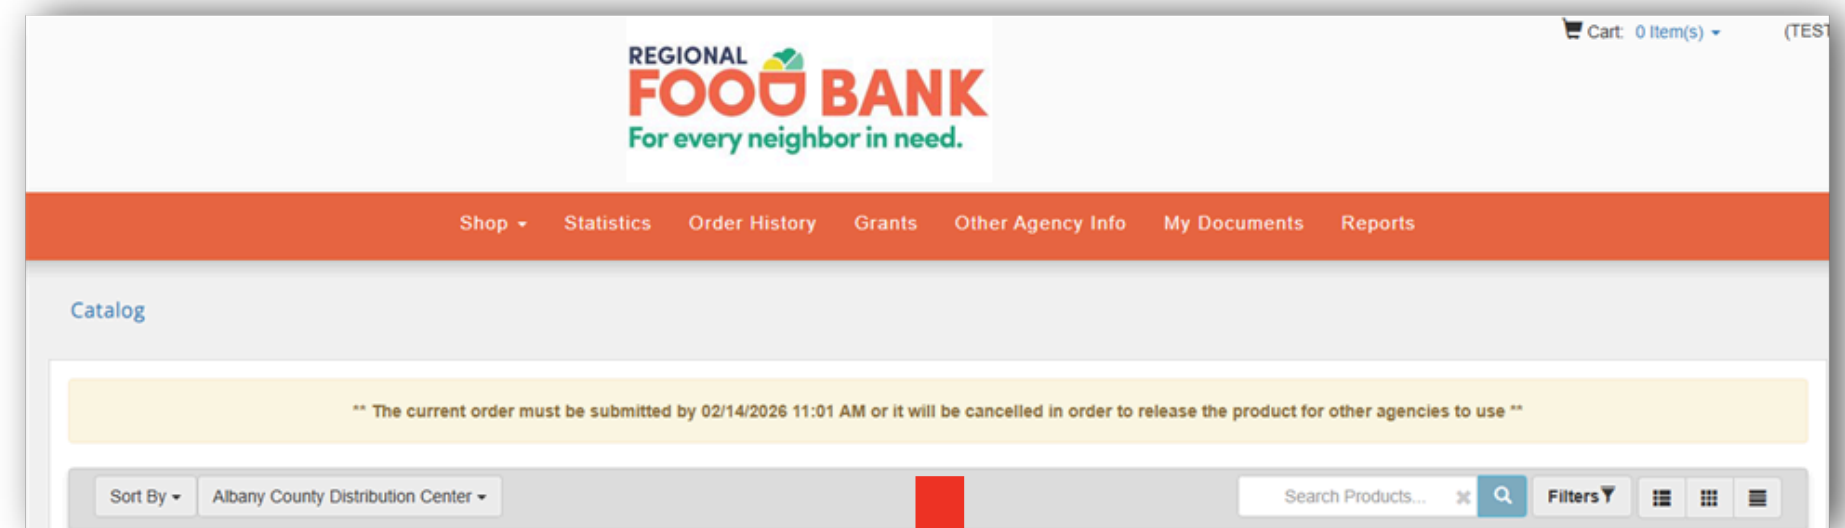 Cart: 0 Item(s)
(TEST
REGIONAL
FOOD BANK
For every neighbor in need.
Shop Statistics Order History Grants Other Agency Info My Documents Reports
Catalog
** The current order must be submitted by 02/14/2026 11:01 AM or it will be cancelled in order to release the product for other agencies to use **
Sort By Albany County Distribution Center Search Products... Filters